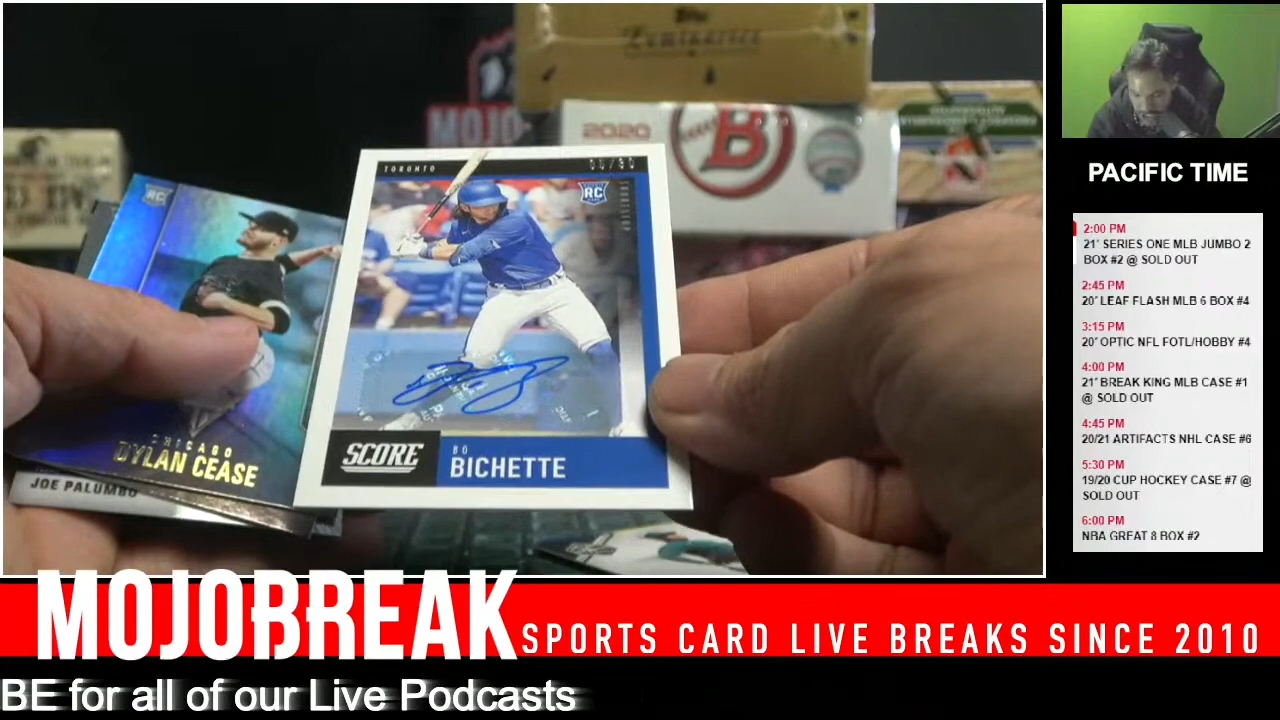 Topps
Luminaries
MOJO
2020
B
TORONTO
RC
RC
SCORE
BO
BICHETTE
CHICAGO
DYLAN CEASE
JOE PALUMBO
PACIFIC TIME
2:00 PM
21' SERIES ONE MLB JUMBO 2
BOX #2 @ SOLD OUT
2:45 PM
20' LEAF FLASH MLB 6 BOX #4
3:15 PM
20' OPTIC NFL FOTL/HOBBY #4
4:00 PM
21' BREAK KING MLB CASE #1
@ SOLD OUT
4:45 PM
20/21 ARTIFACTS NHL CASE #6
5:30 PM
19/20 CUP HOCKEY CASE #7 @
SOLD OUT
6:00 PM
NBA GREAT 8 BOX #2
MOJOBREAK
SPORTS CARD LIVE BREAKS SINCE 2010
BE for all of our Live Podcasts